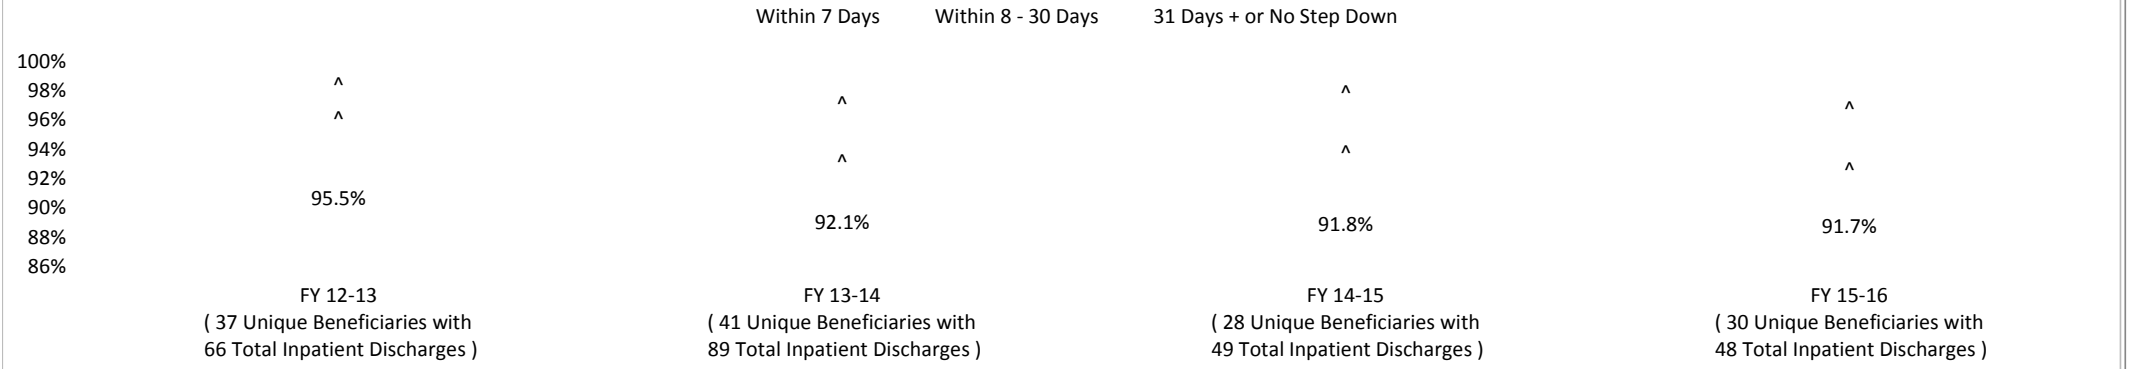 Within 7 Days Within 8 - 30 Days 31 Days + or No Step Down
100%
98%
96%
94%
92%
90%
88%
86%
^ ^ ^ ^
^ ^ ^ ^
95.5% 92.1% 91.8% 91.7%
FY 12-13 FY 13-14 FY 14-15 FY 15-16
( 37 Unique Beneficiaries with ( 41 Unique Beneficiaries with ( 28 Unique Beneficiaries with ( 30 Unique Beneficiaries with
66 Total Inpatient Discharges ) 89 Total Inpatient Discharges ) 49 Total Inpatient Discharges ) 48 Total Inpatient Discharges )